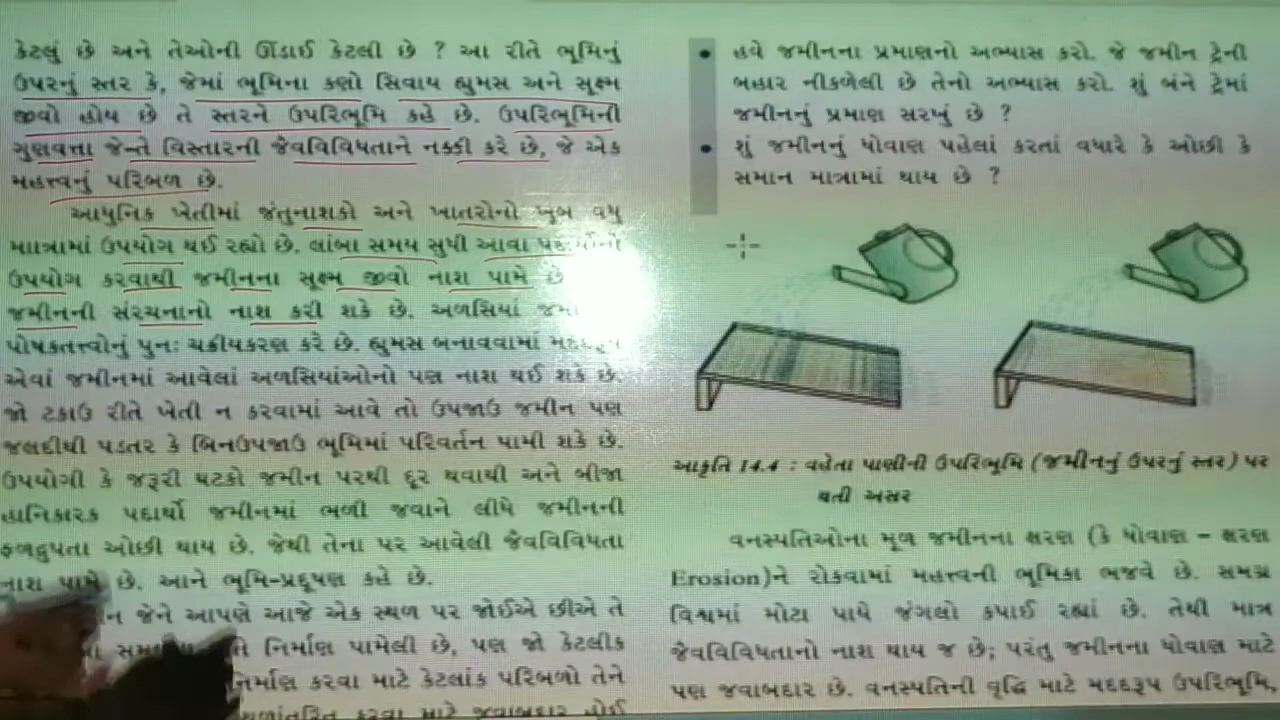 કેટલું છે અને તેઓની ઊંડાઈ કેટલી છે ? આ રીતે ભૂમિનું
ઉપરનું સ્તર કે, જેમાં ભૂમિના કણો સિવાય હ્યુમસ અને સૂક્ષ્મ
જીવો હોય છે તે સ્તરને ઉપરિભૂમિ કહે છે. ઉપરિભૂમિની
ગુણવત્તા જે-તે વિસ્તારની જૈવવિવિધતાને નક્કી કરે છે, જે એક
મહત્ત્વનું પરિબળ છે.
આધુનિક ખેતીમાં જંતુનાશકો અને ખાતરોનો ખૂબ વધુ
માત્રામાં ઉપયોગ થઈ રહ્યો છે. લાંબા સમય સુધી આવા
ઉપયોગ કરવાથી જમીનના સૂક્ષ્મ જીવો નાશ પામે છે
જમીનની સંરચનાનો નાશ કરી શકે છે. અળસિયાં
પોષકતત્ત્વોનું પુનઃ ચક્રીયકરણ કરે છે. હ્યુમસ બનાવવામાં
એવાં જમીનમાં આવેલાં અળસિયાંઓનો પણ નાશ થઈ શકે છે.
જો ટકાઉ રીતે ખેતી ન કરવામાં આવે તો ઉપજાઉ જમીન પણ
જલદીથી પડતર કે બિનઉપજાઉ ભૂમિમાં પરિવર્તન પામી શકે છે.
ઉપયોગી કે જરૂરી ઘટકો જમીન પરથી દૂર થવાથી અને બીજા
હાનિકારક પદાર્થો જમીનમાં ભળી જવાને લીધે જમીનની
ફળદ્રુપતા ઓછી થાય છે. જેથી તેના પર આવેલી જૈવવિવિધતા
નાશ પામે છે. આને ભૂમિ-પ્રદૂષણ કહે છે.
જેને આપણે આજે એક સ્થળ પર જોઈએ છીએ તે
નિર્માણ પામેલી છે, પણ જો કેટલીક
નિર્માણ કરવા માટે કેટલાંક પરિબળો તેને
સ્થળાંતરિત કરવા માટે જવાબદાર હોઈ
• હવે જમીનના પ્રમાણનો અભ્યાસ કરો. જે જમીન ટ્રેની
બહાર નીકળેલી છે તેનો અભ્યાસ કરો. શું બંને ટ્રેમાં
જમીનનું પ્રમાણ સરખું છે ?
• શું જમીનનું ધોવાણ પહેલાં કરતાં વધારે કે ઓછી કે
સમાન માત્રામાં થાય છે ?
આકૃતિ 14.4 : વહેતા પાણીની ઉપરિભૂમિ (જમીનનું ઉપરનું સ્તર) પર
થતી અસર
વનસ્પતિઓના મૂળ જમીનના ક્ષરણ (કે ધોવાણ – ક્ષરણ
Erosion)ને રોકવામાં મહત્ત્વની ભૂમિકા ભજવે છે. સમગ્ર
વિશ્વમાં મોટા પાયે જંગલો કપાઈ રહ્યાં છે. તેથી માત્ર
જૈવવિવિધતાનો નાશ થાય જ છે; પરંતુ જમીનના ધોવાણ માટે
પણ જવાબદાર છે. વનસ્પતિની વૃદ્ધિ માટે મદદરૂપ ઉપરિભૂમિ,